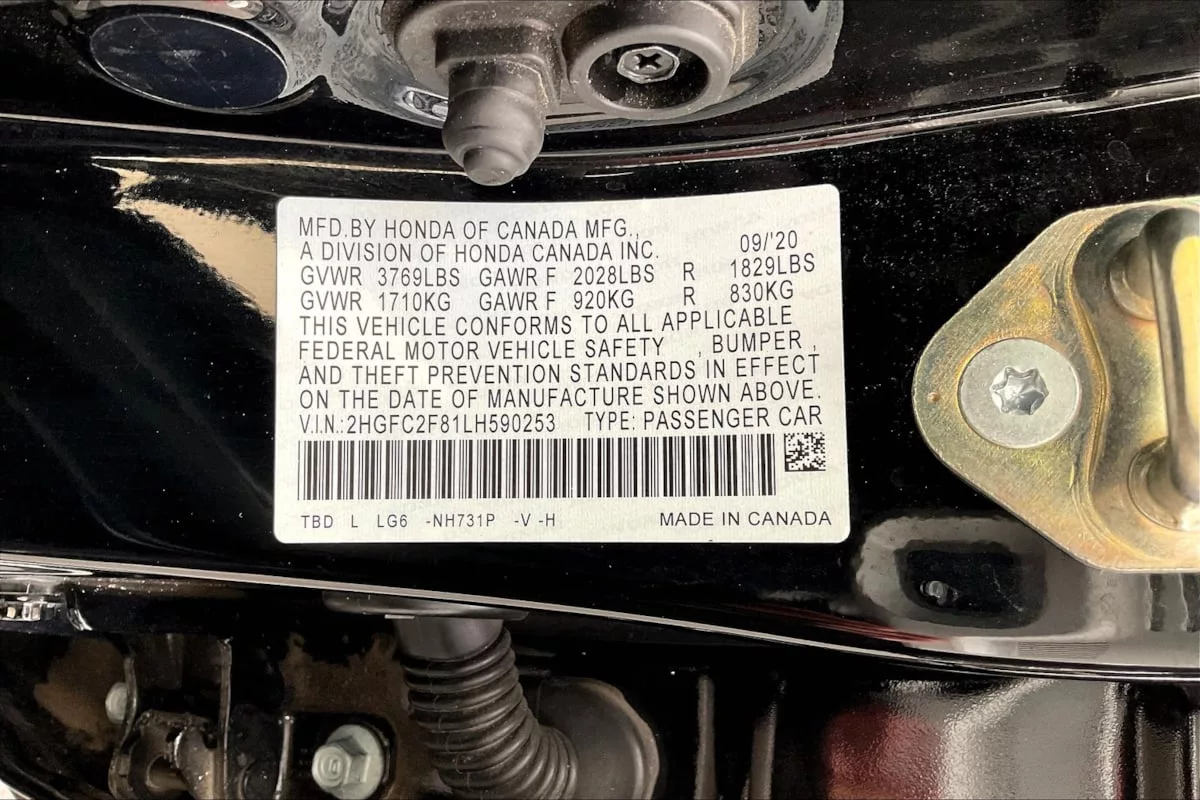 MFD.BY HONDA OF CANADA MFG.,
A DIVISION OF HONDA CANADA INC. 09/'20
GVWR 3769LBS GAWR F 2028LBS R 1829LBS
GVWR 1710KG GAWR F 920KG R 830KG
THIS VEHICLE CONFORMS TO ALL APPLICABLE
FEDERAL MOTOR VEHICLE SAFETY , BUMPER ,
AND THEFT PREVENTION STANDARDS IN EFFECT
ON THE DATE OF MANUFACTURE SHOWN ABOVE.
V.I.N.:2HGFC2F81LH590253 TYPE: PASSENGER CAR
TBD L LG6 -NH731P -V -H MADE IN CANADA